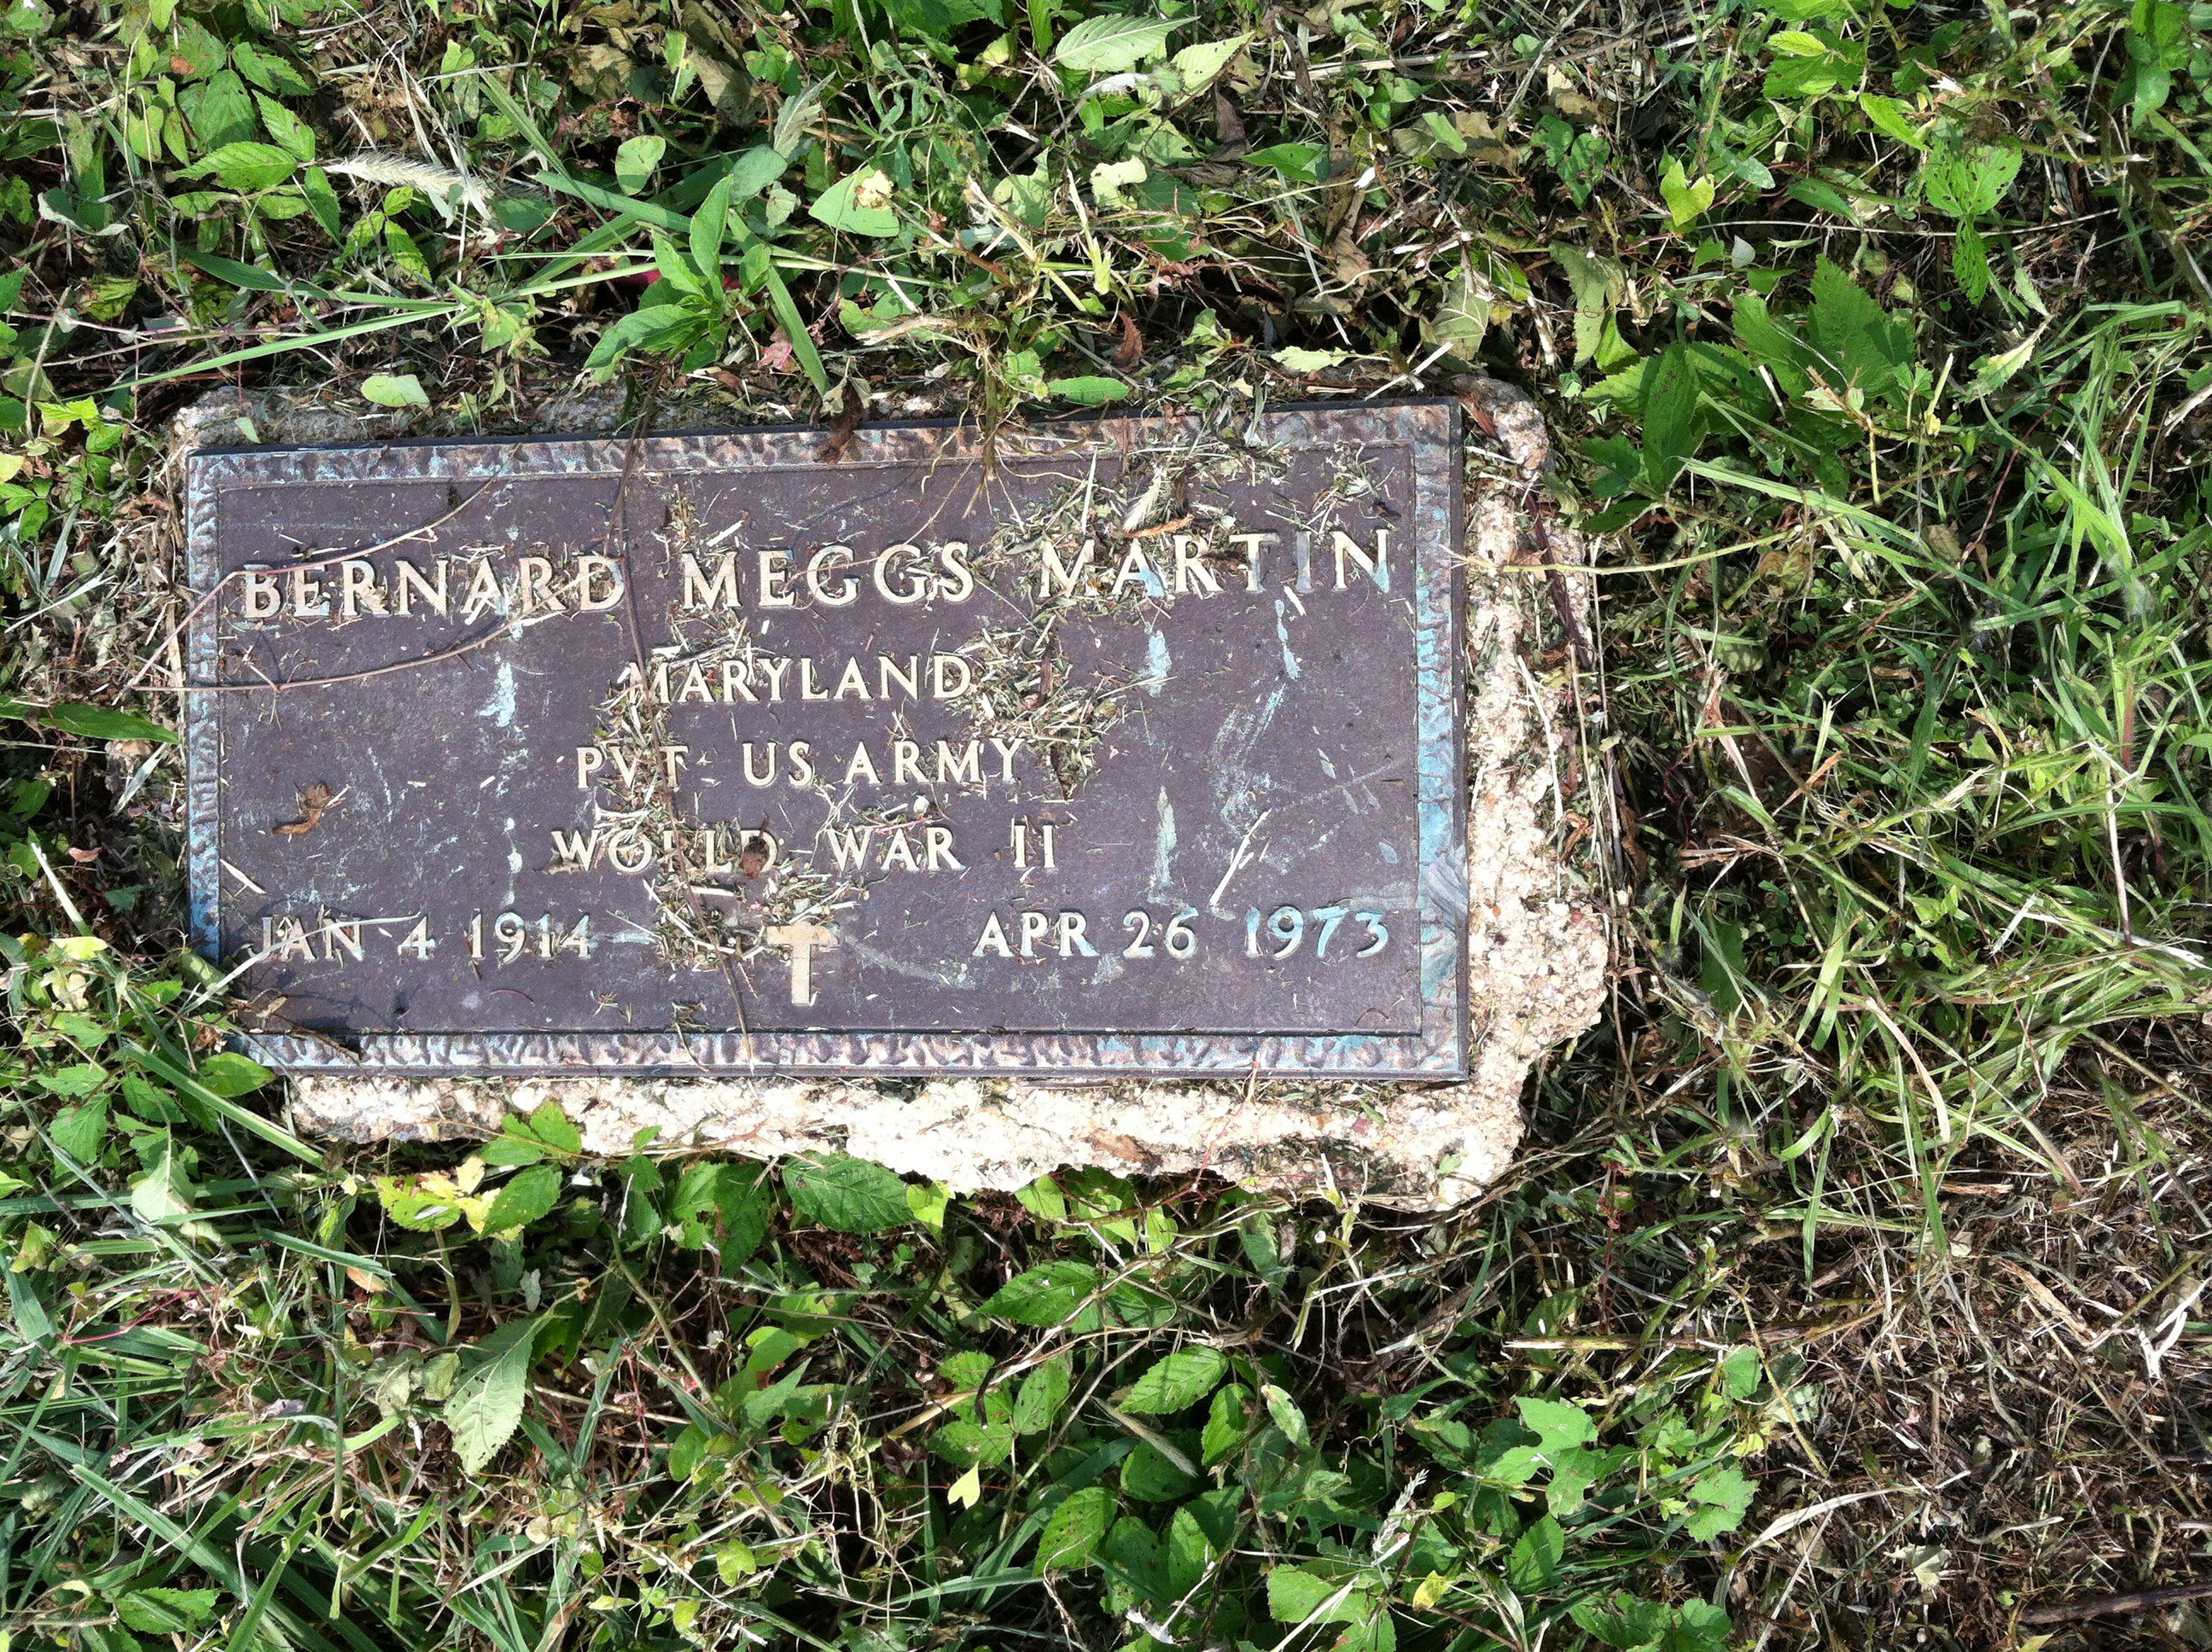 BERNARD MEGGS MARTIN
MARYLAND
PVT US ARMY
WORLD WAR II
JAN 4 1914 APR 26 1973